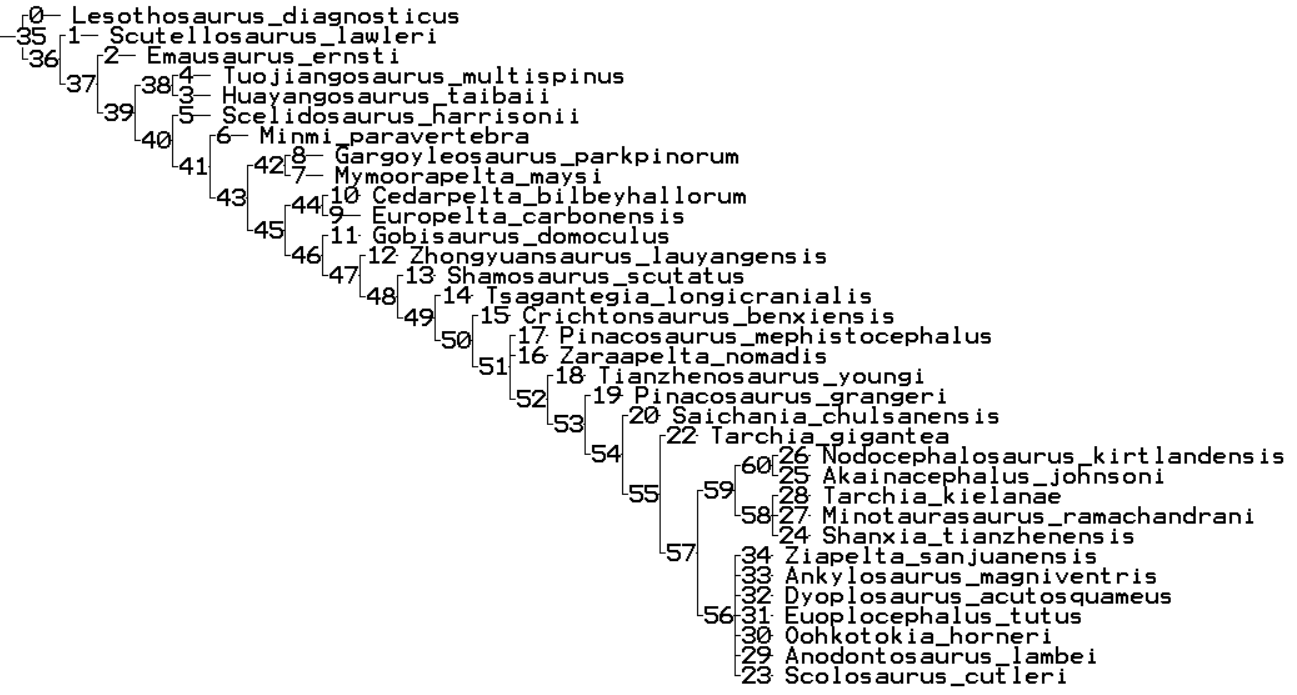 0 Lesothosaurus_diagnosticus
35 1 Scutellosaurus_lawleri
36 2 Emausaurus_ernsti
37 38 4 Tuojiangosaurus_multispinus
3 Huayangosaurus_taibaii
39 5 Scelidosaurus_harrisonii
40 6 Minmi_paravertebra
42 8 Gargoyleosaurus_parkpinorum
41 7 Mymoorapelta_maysi
43 44 10 Cedarpelta_bilbeyhallorum
9 Europelta_carbonensis
45 11 Gobisaurus_domoculus
46 12 Zhongyuansaurus_lauyangensis
47 13 Shamosaurus_scutatus
48 14 Tsagantegia_longicranialis
49 15 Crichtonsaurus_benxiensis
50 17 Pinacosaurus_mephistocephalus
16 Zaraapelta_nomadis
51 18 Tianzhenosaurus_youngi
52 19 Pinacosaurus_grangeri
53 20 Saichania_chulsanensis
22 Tarchia_gigantea
54 60 26 Nodocephalosaurus_kirtlandensis
25 Akainacephalus_johnsoni
55 59 28 Tarchia_kielanae
58 27 Minotaurasaurus_ramachandrani
24 Shanxia_tianzhenensis
57 34 Ziapelta_sanjuanensis
33 Ankylosaurus_magniventris
32 Dyoplosaurus_acutosquameus
56 31 Euoplocephalus_tutus
30 Oohkotokia_horneri
29 Anodontosaurus_lambei
23 Scolosaurus_cutleri